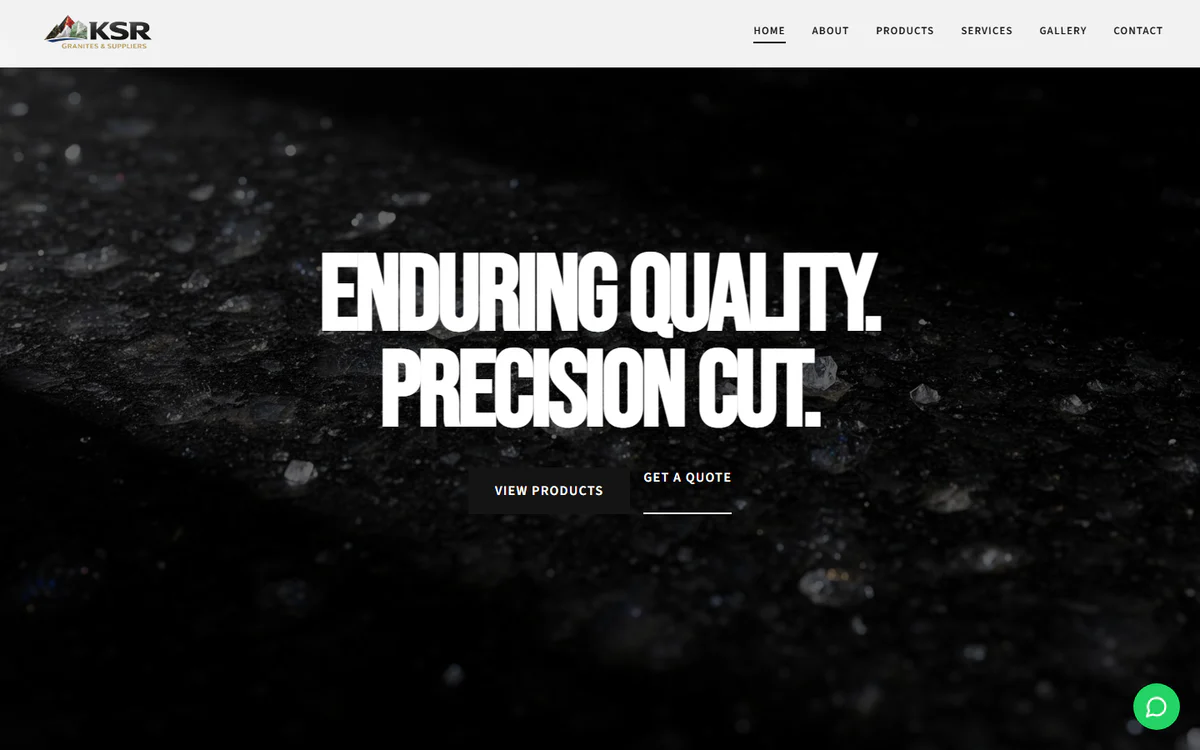 KSR
GRANITES & SUPPLIERS
HOME
ABOUT
PRODUCTS
SERVICES
GALLERY
CONTACT
ENDURING QUALITY.
PRECISION CUT.
VIEW PRODUCTS
GET A QUOTE